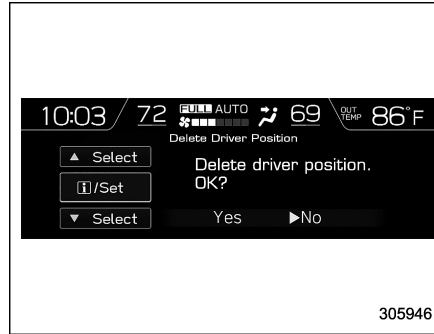 10:03 72 FULL AUTO 69 OUT TEMP 86°F
Delete Driver Position
▲ Select
i/Set
▼ Select
Delete driver position.
OK?
Yes ▶No
305946